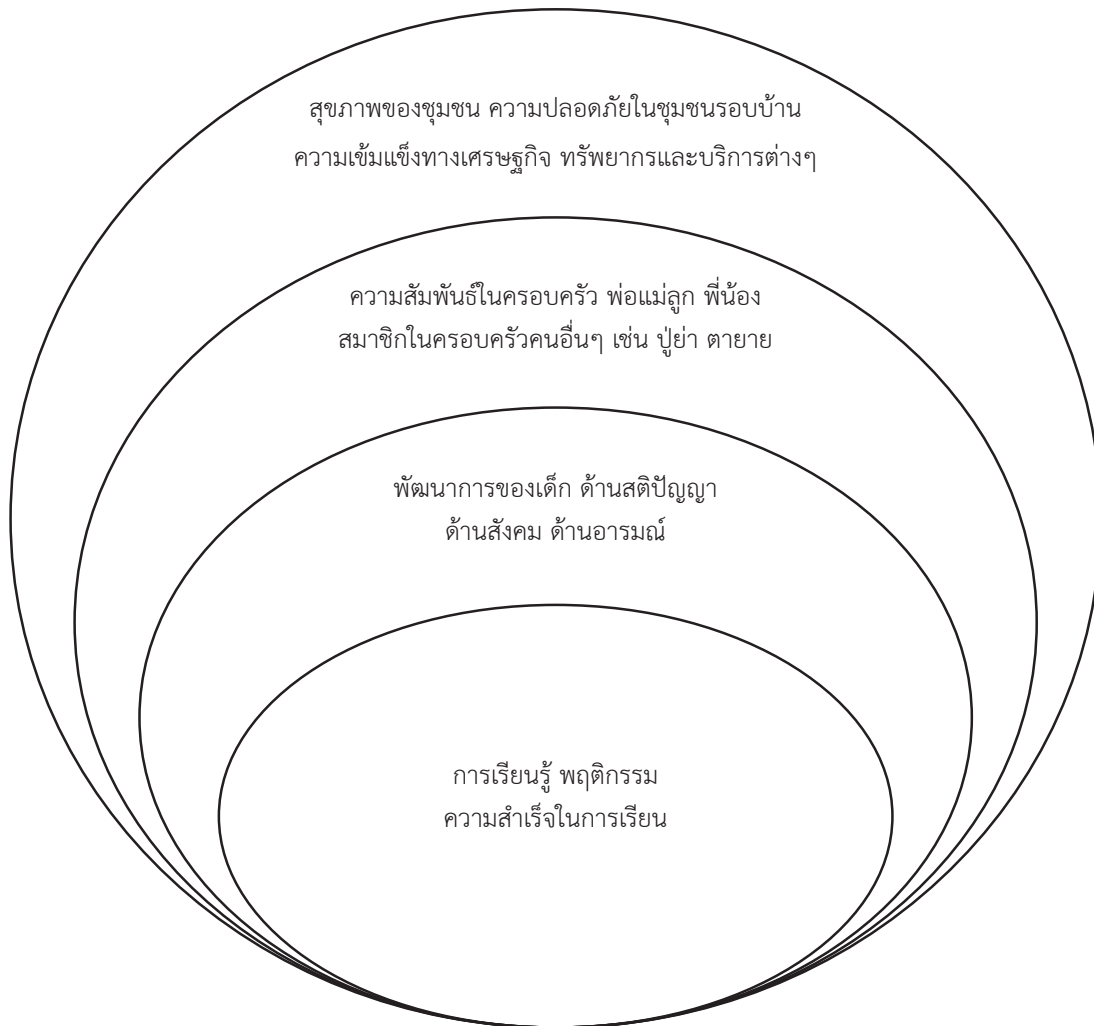 สุขภาพของชุมชน ความปลอดภัยในชุมชนรอบบ้าน
ความเข้มแข็งทางเศรษฐกิจ ทรัพยากรและบริการต่างๆ
ความสัมพันธ์ในครอบครัว พ่อแม่ลูก พี่น้อง
สมาชิกในครอบครัวคนอื่นๆ เช่น ปู่ย่า ตายาย
พัฒนาการของเด็ก ด้านสติปัญญา
ด้านสังคม ด้านอารมณ์
การเรียนรู้ พฤติกรรม
ความสำเร็จในการเรียน